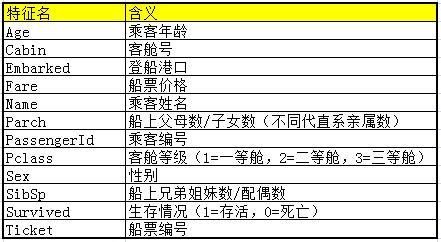 特征名 含义
Age 乘客年龄
Cabin 客舱号
Embarked 登船港口
Fare 船票价格
Name 乘客姓名
Parch 船上父母数/子女数（不同代直系亲属数）
PassengerId 乘客编号
Pclass 客舱等级（1=一等舱，2=二等舱，3=三等舱）
Sex 性别
SibSp 船上兄弟姐妹数/配偶数
Survived 生存情况（1=存活，0=死亡）
Ticket 船票编号